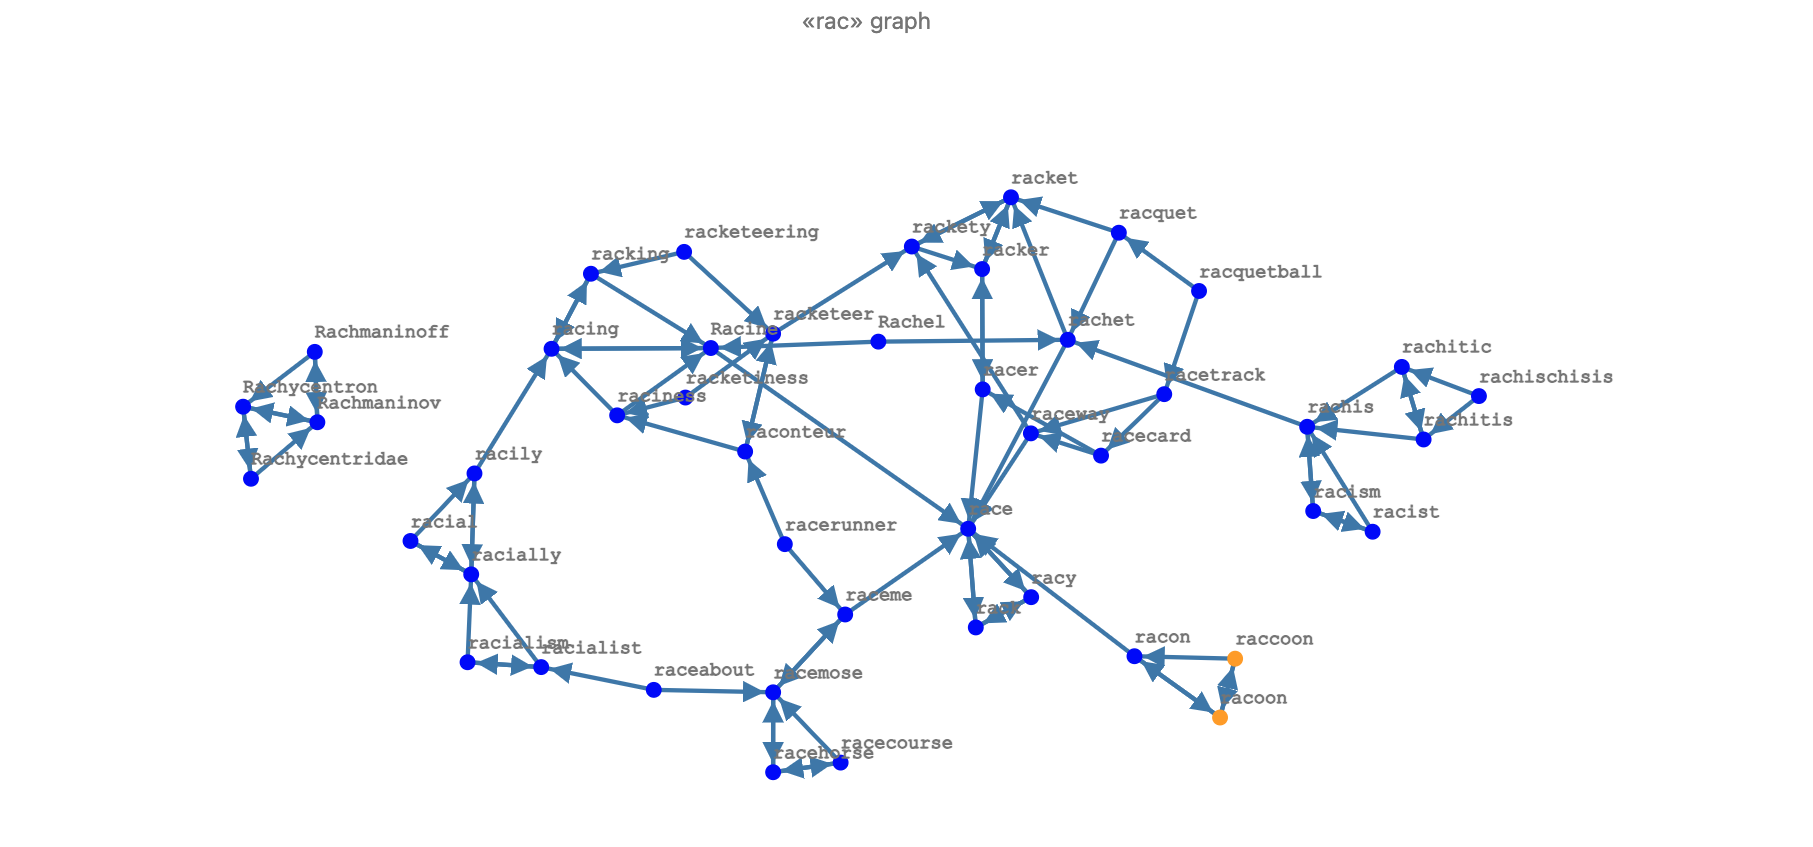 «rac» graph
racket
racquet
rackety
racketeering
racker
racking
racquetball
racketeer
Rachel
rachet
Rachmaninoff
racing
Racine
rachitic
racer
racetrack
racketiness
rachischisis
Rachycentron
raciness
Rachmaninov
rachis
raceway
rachitis
raconteur
racecard
racily
Rachycentridae
racism
race
racist
racial
racerunner
racially
racy
raceme
rack
racon
raccoon
racialism
racialist
raceabout
racemose
racoon
racecourse
racehorse